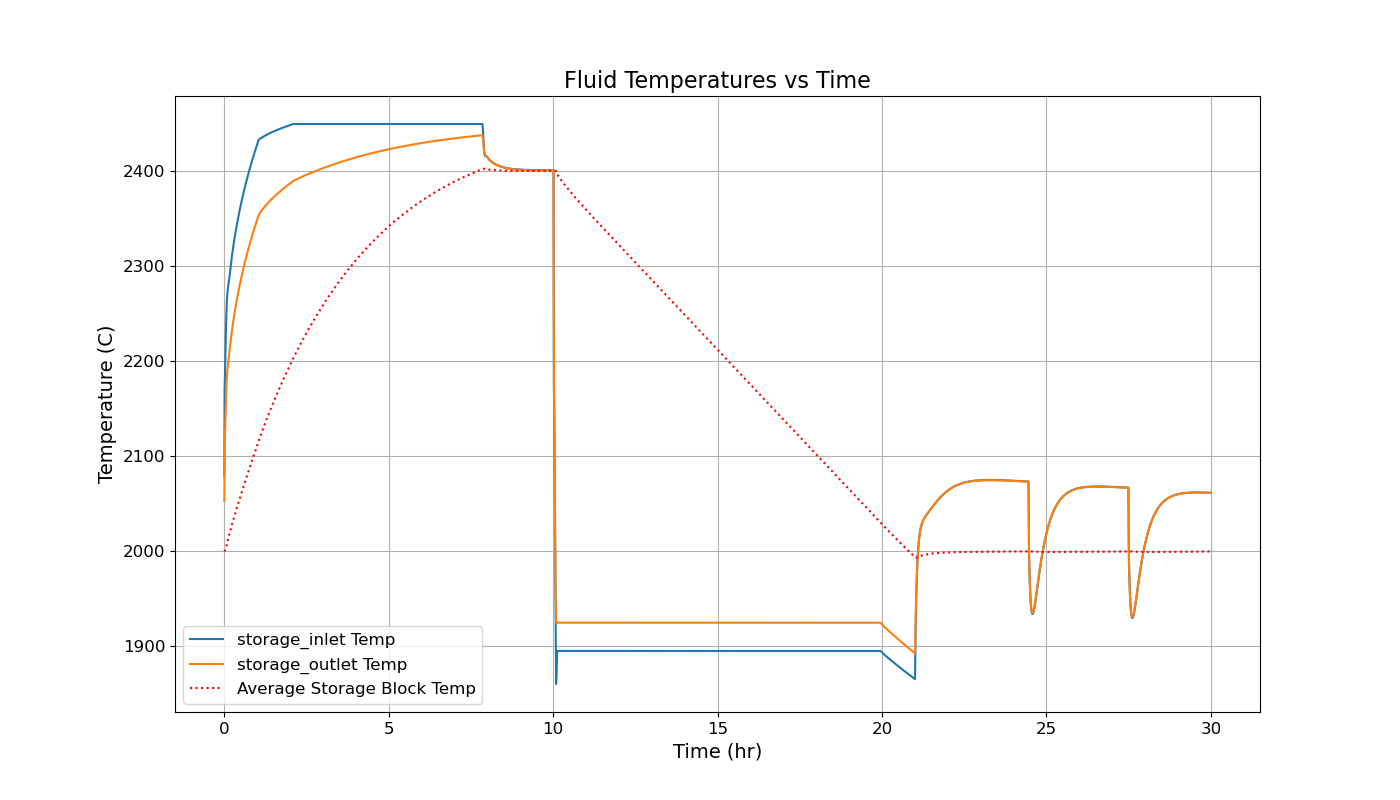 Fluid Temperatures vs Time
Temperature (C)
2400
2300
2200
2100
2000
1900
storage_inlet Temp
storage_outlet Temp
Average Storage Block Temp
0 5 10 15 20 25 30
Time (hr)